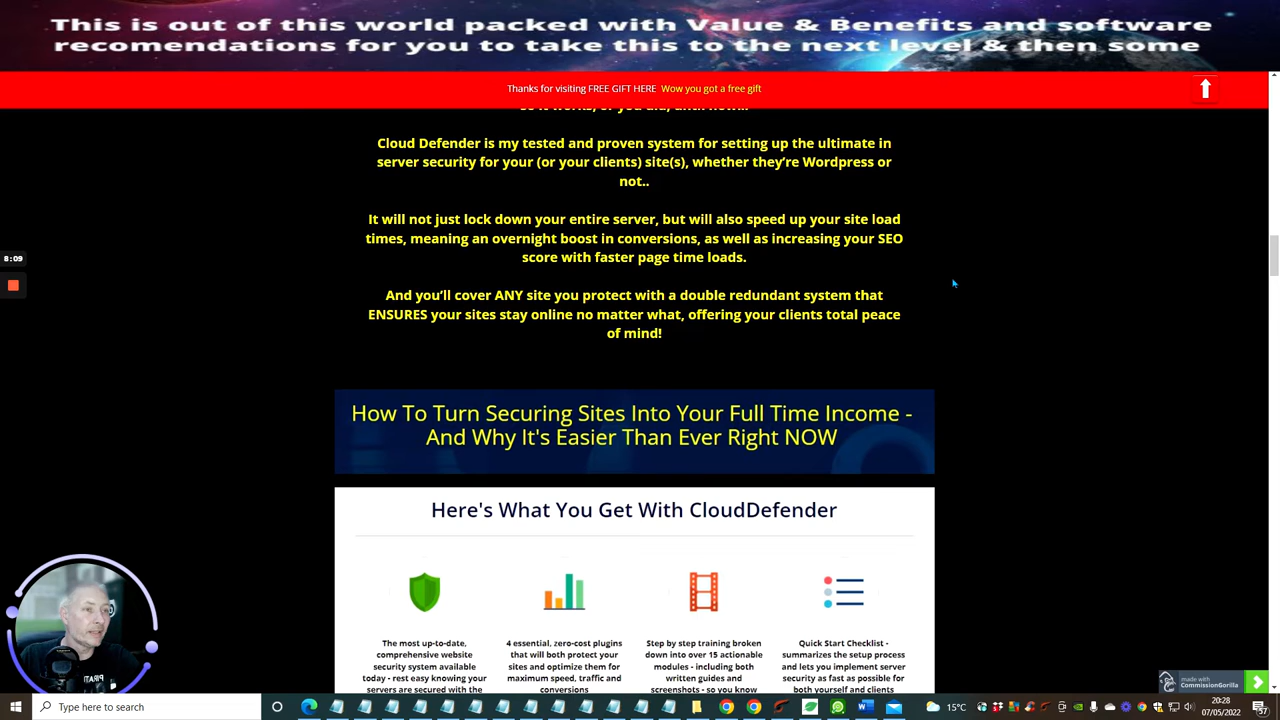 This is out of this world packed with Value & Benefits and software
recomendations for you to take this to the next level & then some
Thanks for visiting FREE GIFT HERE Wow you got a free gift
8:09
Cloud Defender is my tested and proven system for setting up the ultimate in
server security for your (or your clients) site(s), whether they're Wordpress or
not..
It will not just lock down your entire server, but will also speed up your site load
times, meaning an overnight boost in conversions, as well as increasing your SEO
score with faster page time loads.
And you'll cover ANY site you protect with a double redundant system that
ENSURES your sites stay online no matter what, offering your clients total peace
of mind!
How To Turn Securing Sites Into Your Full Time Income -
And Why It's Easier Than Ever Right NOW
Here's What You Get With CloudDefender
The most up-to-date,
comprehensive website
security system available
today - rest easy knowing your
servers are secured with the
4 essential, zero-cost plugins
that will both protect your
sites and optimize them for
maximum speed, traffic and
conversions
Step by step training broken
down into over 15 actionable
modules - including both
written guides and
screenshots - so you know
Quick Start Checklist -
summarizes the setup process
and lets you implement server
security as fast as possible for
both yourself and clients
made with
CommissionGorilla
Type here to search
15°C
20:28
07/05/2022